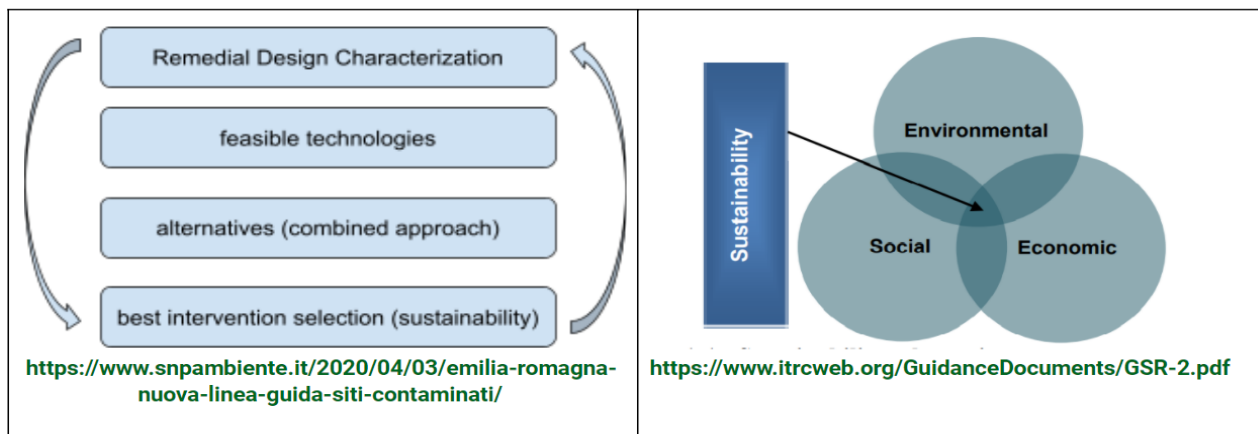 Remedial Design Characterization
feasible technologies
alternatives (combined approach)
best intervention selection (sustainability)
https://www.snpambiente.it/2020/04/03/emilia-romagna-
nuova-linea-guida-siti-contaminati/
Sustainability
Environmental
Social
Economic
https://www.itrcweb.org/GuidanceDocuments/GSR-2.pdf